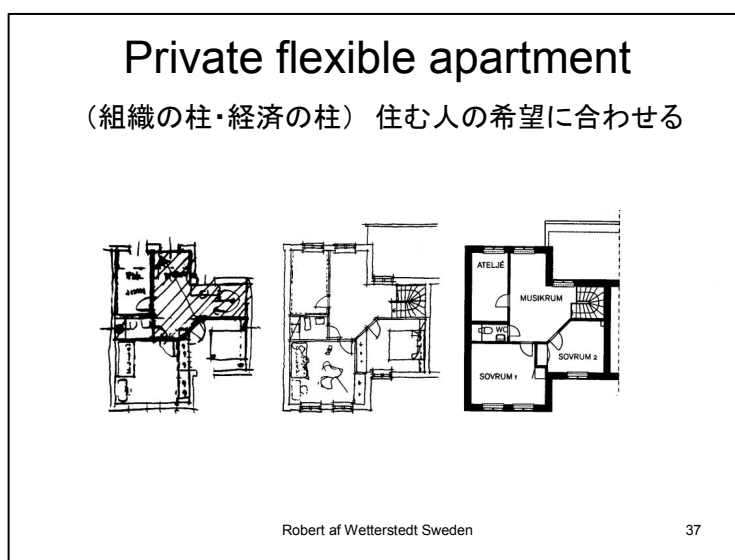 Private flexible apartment
(組織の柱・経済の柱) 住む人の希望に合わせる
ATELJÉ
MUSIKRUM
WC
SOVRUM 2
SOVRUM 1
Robert af Wetterstedt Sweden
37